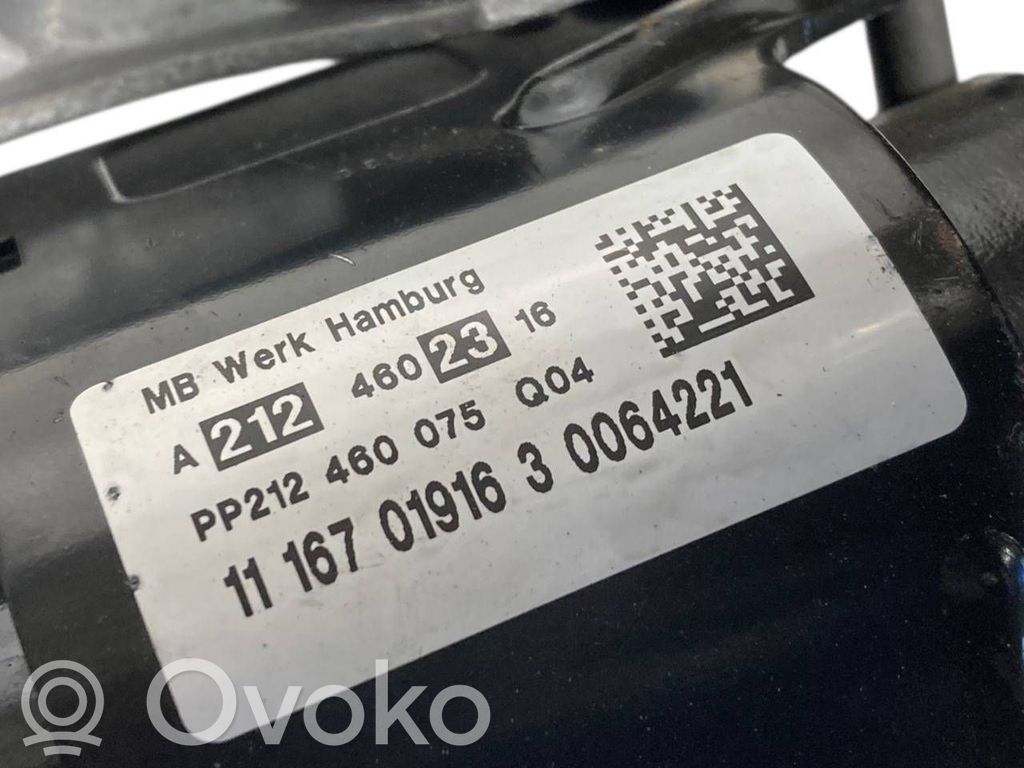 MB Werk Hamburg
A 212 460 23 16
PP212 460 075 Q04
11 167 01916 3 0064221
Ovoko